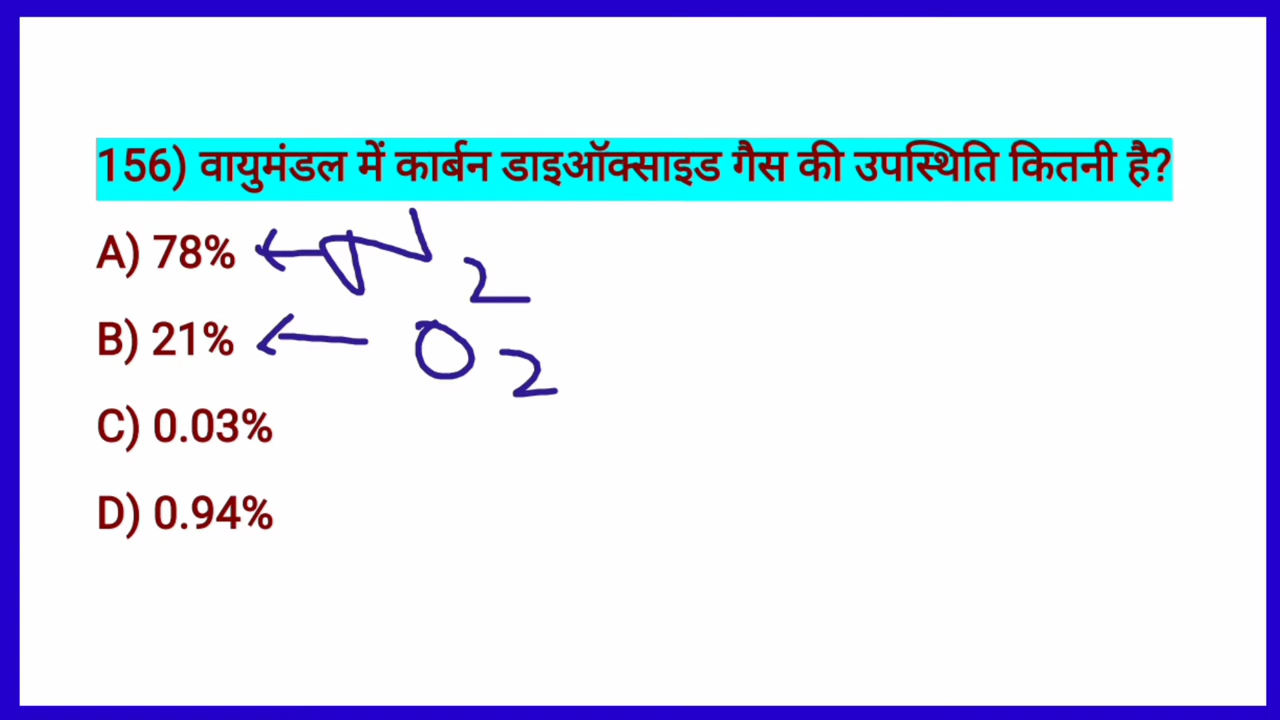 156) वायुमंडल में कार्बन डाइऑक्साइड गैस की उपस्थिति कितनी है?
A) 78% ← N2
B) 21% ← O2
C) 0.03%
D) 0.94%